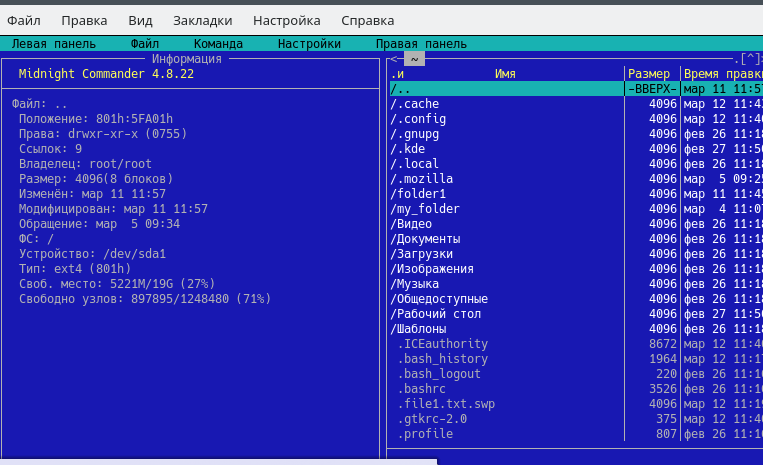 Файл Правка Вид Закладки Настройка Справка
Левая панель Файл Команда Настройки Правая панель
Информация
Midnight Commander 4.8.22
Файл: ..
Положение: 801h:5FA01h
Права: drwxr-xr-x (0755)
Ссылок: 9
Владелец: root/root
Размер: 4096(8 блоков)
Изменён: мар 11 11:57
Модифицирован: мар 11 11:57
Обращение: мар 5 09:34
ФС: /
Устройство: /dev/sda1
Тип: ext4 (801h)
Своб. место: 5221M/19G (27%)
Свободно узлов: 897895/1248480 (71%)
<- ~ .[^]
.и Имя Размер Время правки
/.. -ВВЕРХ- мар 11 11:57
/.cache 4096 мар 12 11:4
/.config 4096 мар 12 11:4
/.gnupg 4096 фев 26 11:1
/.kde 4096 фев 27 11:5
/.local 4096 фев 26 11:1
/.mozilla 4096 мар 5 09:2
/folder1 4096 мар 11 11:4
/my_folder 4096 мар 4 11:0
/Видео 4096 фев 26 11:1
/Документы 4096 фев 26 11:1
/Загрузки 4096 фев 26 11:1
/Изображения 4096 фев 26 11:1
/Музыка 4096 фев 26 11:1
/Общедоступные 4096 фев 26 11:1
/Рабочий стол 4096 фев 27 11:5
/Шаблоны 4096 фев 26 11:1
.ICEauthority 8672 мар 12 11:4
.bash_history 1964 мар 12 11:1
.bash_logout 220 фев 26 11:1
.bashrc 3526 фев 26 11:1
.file1.txt.swp 4096 мар 12 11:1
.gtkrc-2.0 375 мар 12 11:4
.profile 807 фев 26 11:1